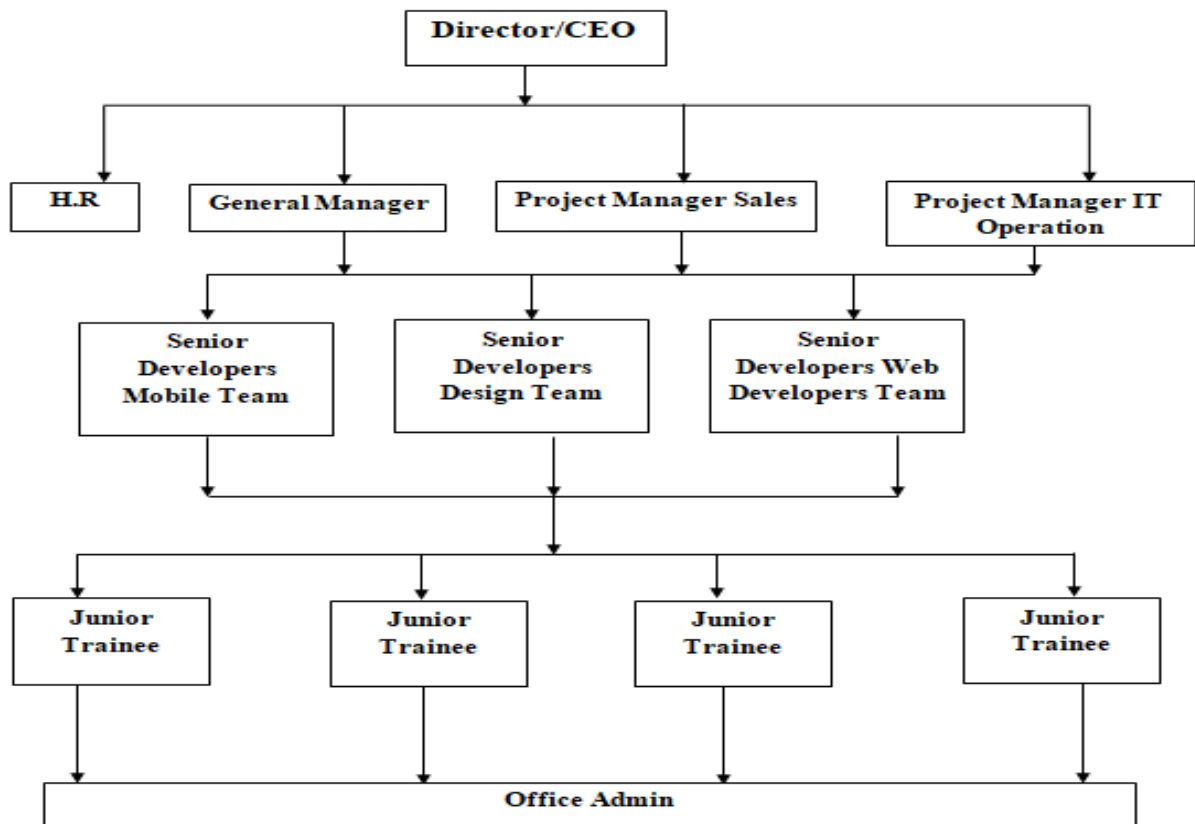 Director/CEO
H.R
General Manager
Project Manager Sales
Project Manager IT
Operation
Senior
Developers
Mobile Team
Senior
Developers
Design Team
Senior
Developers Web
Developers Team
Junior
Trainee
Junior
Trainee
Junior
Trainee
Junior
Trainee
Office Admin